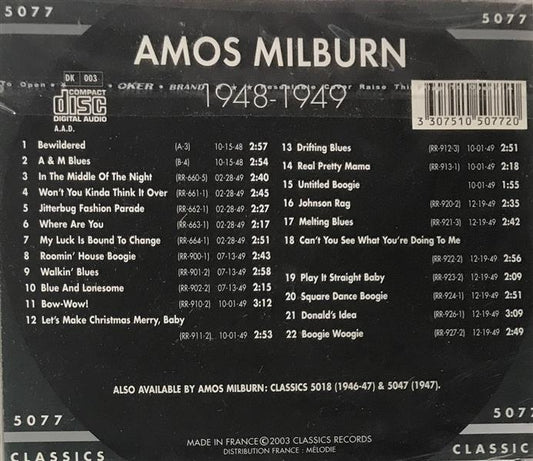 5077
5077
AMOS MILBURN
To Open
DK 003
OKER BRAND Resealable Cover Raise
COMPACT
disc
DIGITAL AUDIO
A.A.D.
1948-1949
3 307510 507720
1 Bewildered (A-3) 10-15-48 2:57
2 A & M Blues (B-4) 10-15-48 2:54
3 In The Middle Of The Night (RR-660-5) 02-28-49 2:40
4 Won't You Kinda Think It Over (RR-661-1) 02-28-49 2:45
5 Jitterbug Fashion Parade (RR-662-1) 02-28-49 2:27
6 Where Are You (RR-663-1) 02-28-49 2:17
7 My Luck Is Bound To Change (RR-664-1) 02-28-49 2:51
8 Roomin' House Boogie (RR-900-1) 07-13-49 2:43
9 Walkin' Blues (RR-901-2) 07-13-49 2:58
10 Blue And Lonesome (RR-902-2) 07-13-49 2:15
11 Bow-Wow! (RR-910-2) 10-01-49 3:12
12 Let's Make Christmas Merry, Baby
(RR-911-2) 10-01-49 2:53
13 Drifting Blues (RR-912-3) 10-01-49 2:51
14 Real Pretty Mama (RR-913-1) 10-01-49 2:18
15 Untitled Boogie 10-01-49 1:55
16 Johnson Rag (RR-920-2) 12-19-49 2:35
17 Melting Blues (RR-921-3) 12-19-49 2:42
18 Can't You See What You're Doing To Me
(RR-922-2) 12-19-49 2:56
19 Play It Straight Baby (RR-923-2) 12-19-49 2:09
20 Square Dance Boogie (RR-924-1) 12-19-49 2:51
21 Donald's Idea (RR-926-1) 12-19-49 3:09
22 Boogie Woogie (RR-927-2) 12-19-49 2:49
ALSO AVAILABLE BY AMOS MILBURN: CLASSICS 5018 (1946-47) & 5047 (1947).
5077
5077
MADE IN FRANCE © 2003 CLASSICS RECORDS
DISTRIBUTION FRANCE : MÉLODIE
CLASSICS
CLASSIC